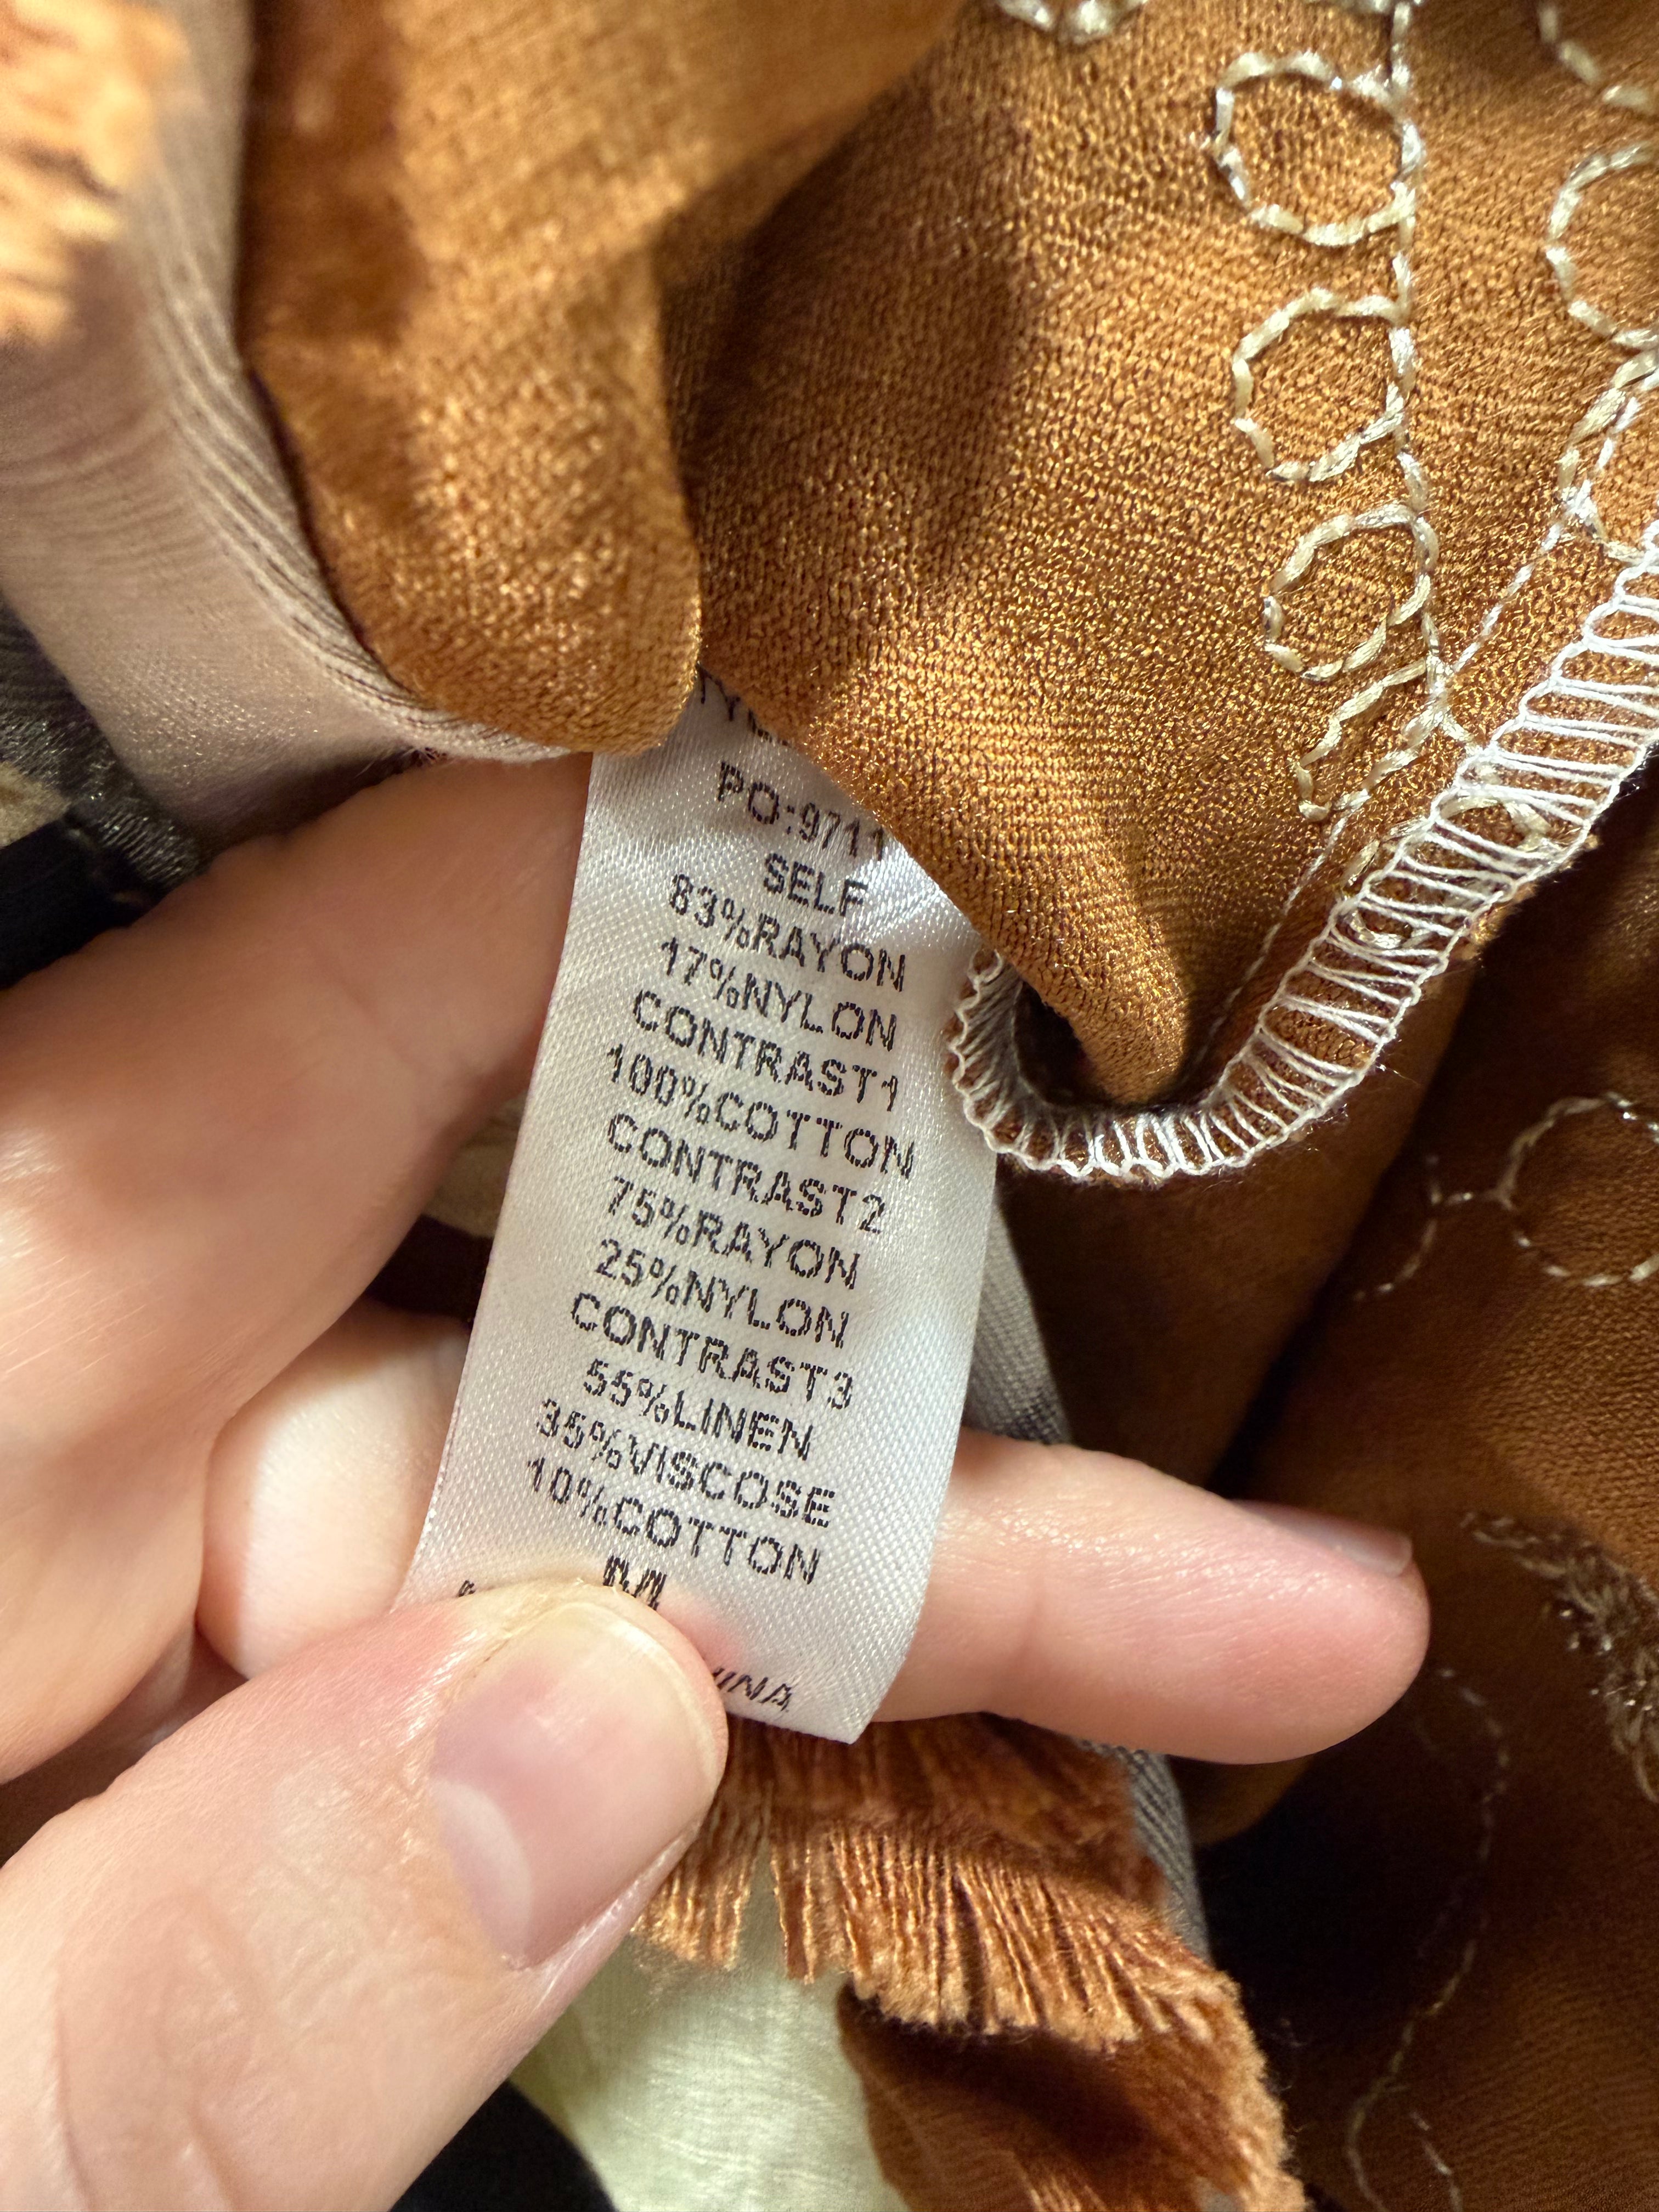 PO:9711
SELF
83%RAYON
17%NYLON
CONTRAST1
100%COTTON
CONTRAST2
75%RAYON
25%NYLON
CONTRAST3
55%LINEN
35%VISCOSE
10%COTTON
M